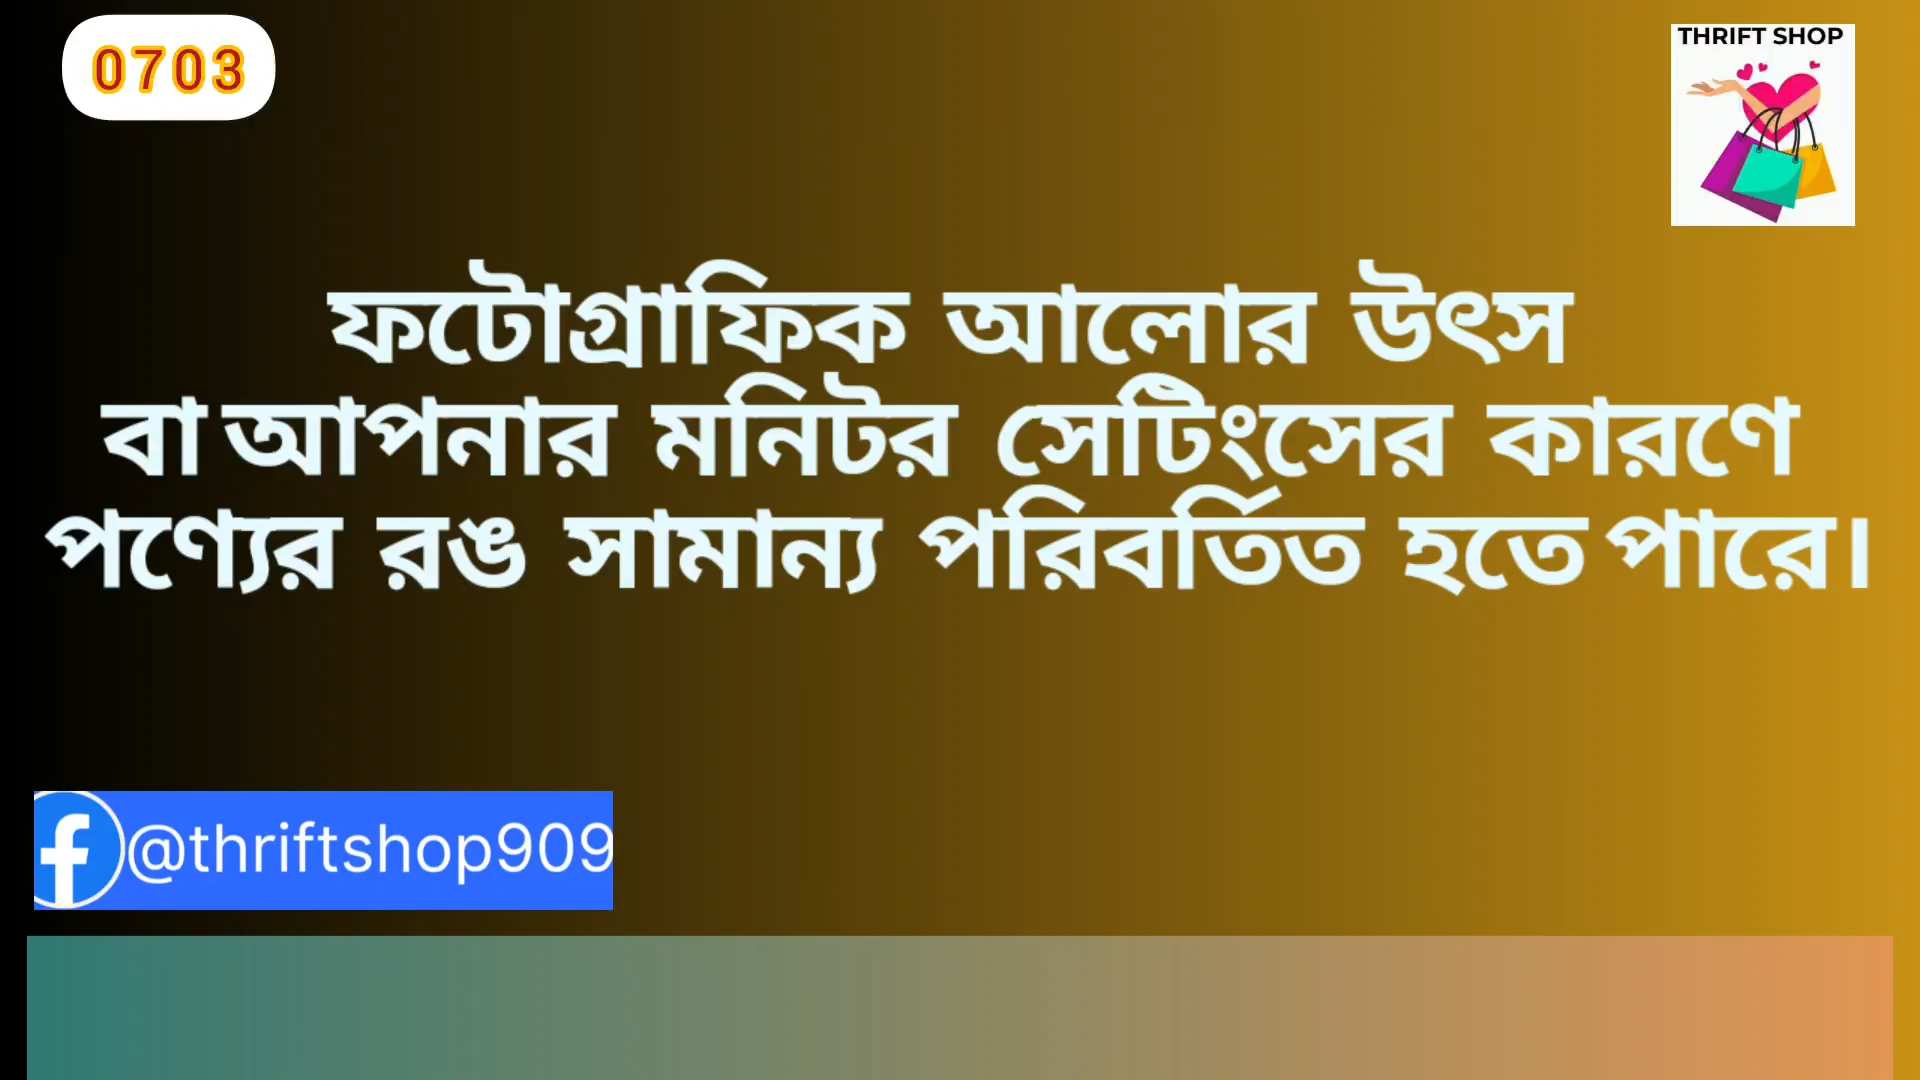 0703
THRIFT SHOP
ফটোগ্রাফিক আলোর উৎস
বা আপনার মনিটর সেটিংসের কারণে
পণ্যের রঙ সামান্য পরিবর্তিত হতে পারে।
@thriftshop909